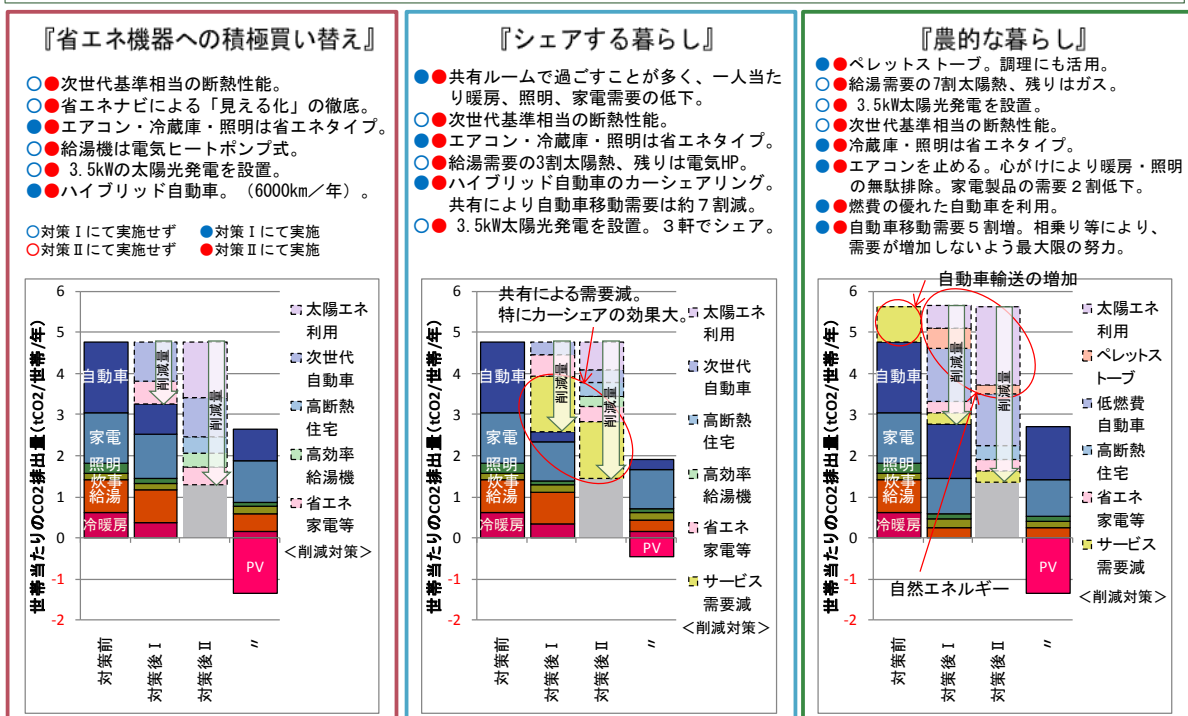 『省エネ機器への積極買い替え』
○●次世代基準相当の断熱性能。
○●省エネナビによる「見える化」の徹底。
●●エアコン・冷蔵庫・照明は省エネタイプ。
○●給湯機は電気ヒートポンプ式。
○● 3.5kWの太陽光発電を設置。
●●ハイブリッド自動車。(6000km/年)。
○対策Ⅰにて実施せず ●対策Ⅰにて実施
○対策Ⅱにて実施せず ●対策Ⅱにて実施
世帯当たりのCO2排出量(tCO2/世帯/年)
6
5
4
3
2
1
0
-1
-2
自動車
家電
照明
炊事
給湯
冷暖房
削減量
削減量
PV
太陽エネ
利用
次世代
自動車
高断熱
住宅
高効率
給湯機
省エネ
家電等
<削減対策>
対策前
対策後Ⅰ
対策後Ⅱ
〃
『シェアする暮らし』
●●共有ルームで過ごすことが多く、一人当た
り暖房、照明、家電需要の低下。
○●次世代基準相当の断熱性能。
●●エアコン・冷蔵庫・照明は省エネタイプ。
○●給湯需要の3割太陽熱、残りは電気HP。
●●ハイブリッド自動車のカーシェアリング。
共有により自動車移動需要は約7割減。
○● 3.5kW太陽光発電を設置。3軒でシェア。
共有による需要減。
特にカーシェアの効果大。
世帯当たりのCO2排出量(tCO2/世帯/年)
6
5
4
3
2
1
0
-1
-2
自動車
家電
照明
炊事
給湯
冷暖房
削減量
削減量
PV
太陽エネ
利用
次世代
自動車
高断熱
住宅
高効率
給湯機
省エネ
家電等
サービス
需要減
<削減対策>
対策前
対策後Ⅰ
対策後Ⅱ
〃
『農的な暮らし』
●●ペレットストーブ。調理にも活用。
○●給湯需要の7割太陽熱、残りはガス。
○● 3.5kW太陽光発電を設置。
○●次世代基準相当の断熱性能。
●●冷蔵庫・照明は省エネタイプ。
●●エアコンを止める。心がけにより暖房・照明
の無駄排除。家電製品の需要2割低下。
●●燃費の優れた自動車を利用。
●●自動車移動需要5割増。相乗り等により、
需要が増加しないよう最大限の努力。
自動車輸送の増加
世帯当たりのCO2排出量(tCO2/世帯/年)
6
5
4
3
2
1
0
-1
-2
自動車
家電
照明
炊事
給湯
冷暖房
削減量
削減量
PV
自然エネルギー
太陽エネ
利用
ペレットス
トーブ
低燃費
自動車
高断熱
住宅
省エネ
家電等
サービス
需要減
<削減対策>
対策前
対策後Ⅰ
対策後Ⅱ
〃